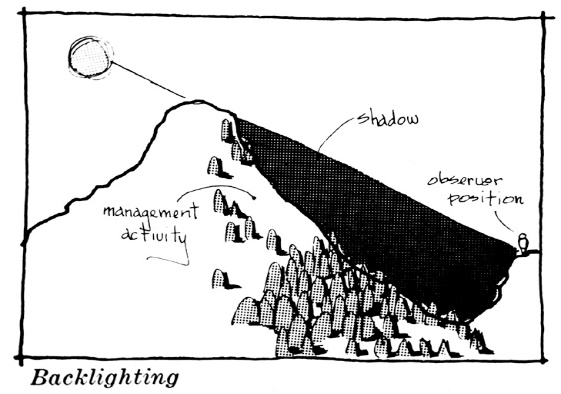 shadow
observer
position
management
activity
Backlighting